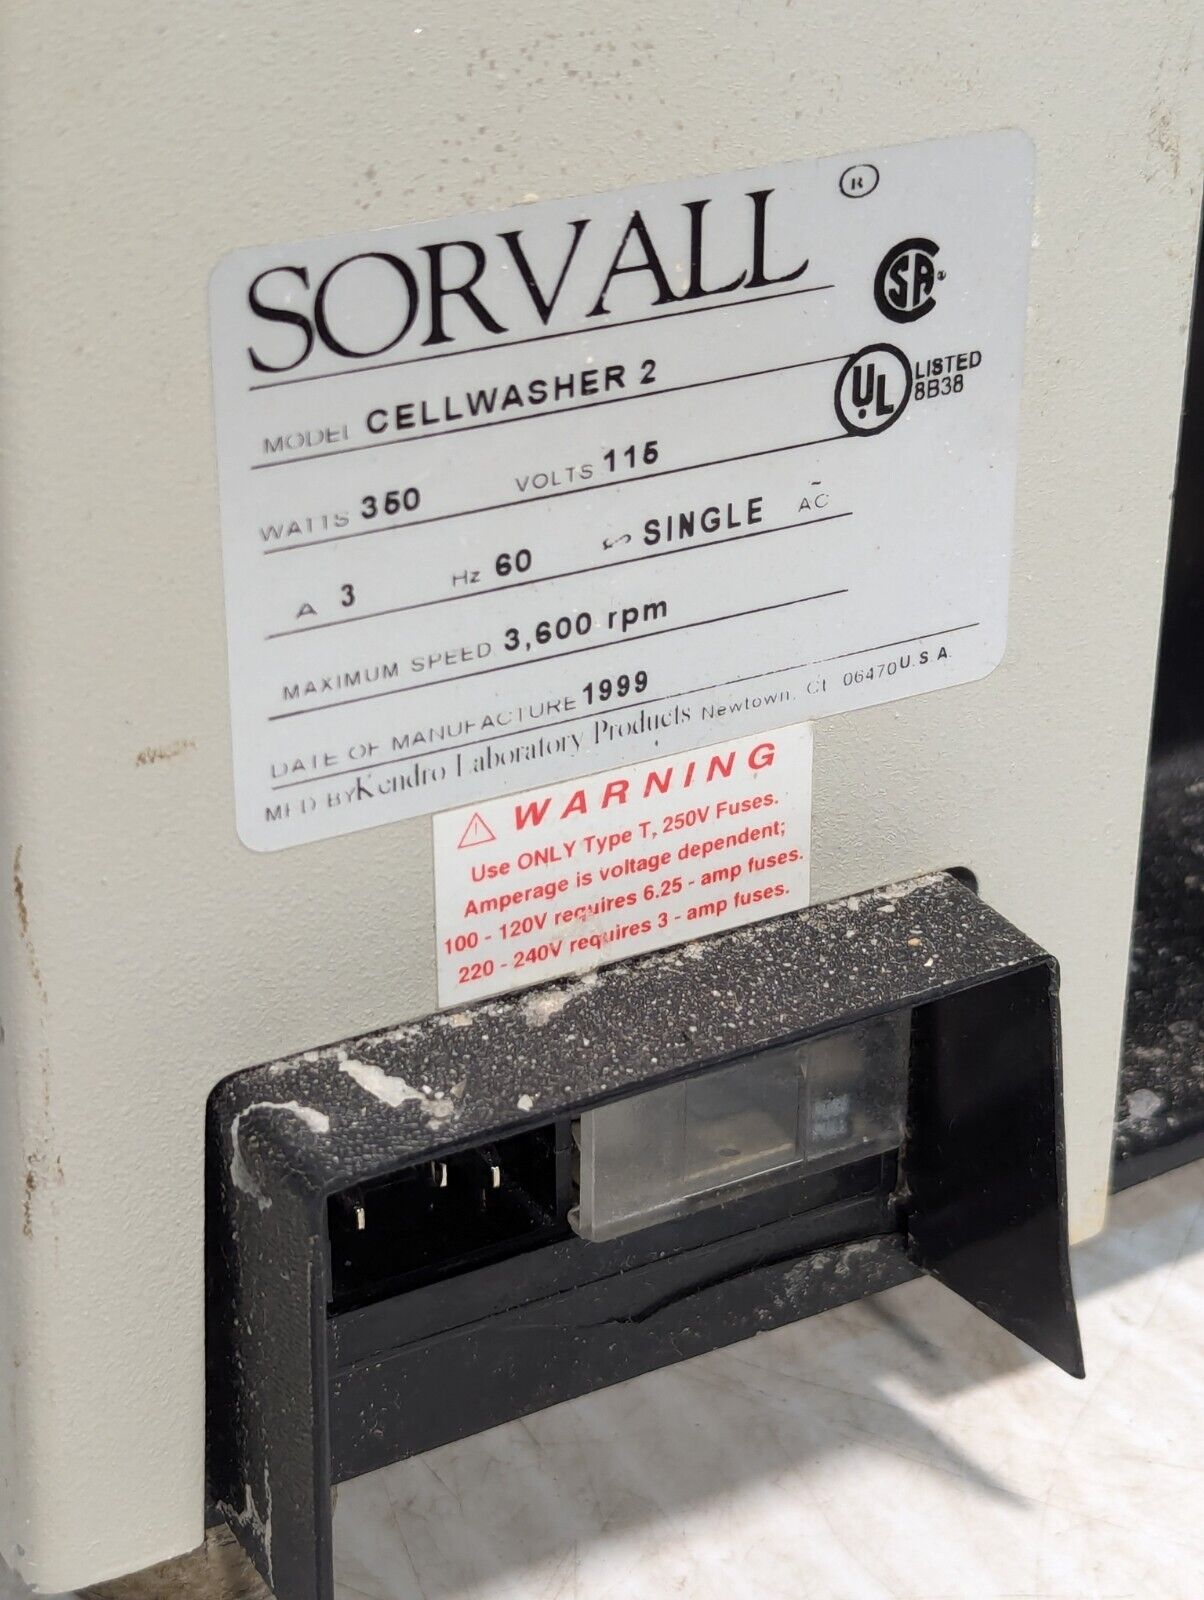 SORVALL ®
CSA ®
MODEL CELLWASHER 2
UL LISTED
8B38
WATTS 350 VOLTS 115
A 3 Hz 60 SINGLE AC ~
MAXIMUM SPEED 3,600 rpm
DATE OF MANUFACTURE 1999
MFD BY Kendro Laboratory Products Newtown, Ct. 06470 U.S.A.
WARNING
Use ONLY Type T, 250V Fuses.
Amperage is voltage dependent;
100 - 120V requires 6.25 - amp fuses.
220 - 240V requires 3 - amp fuses.